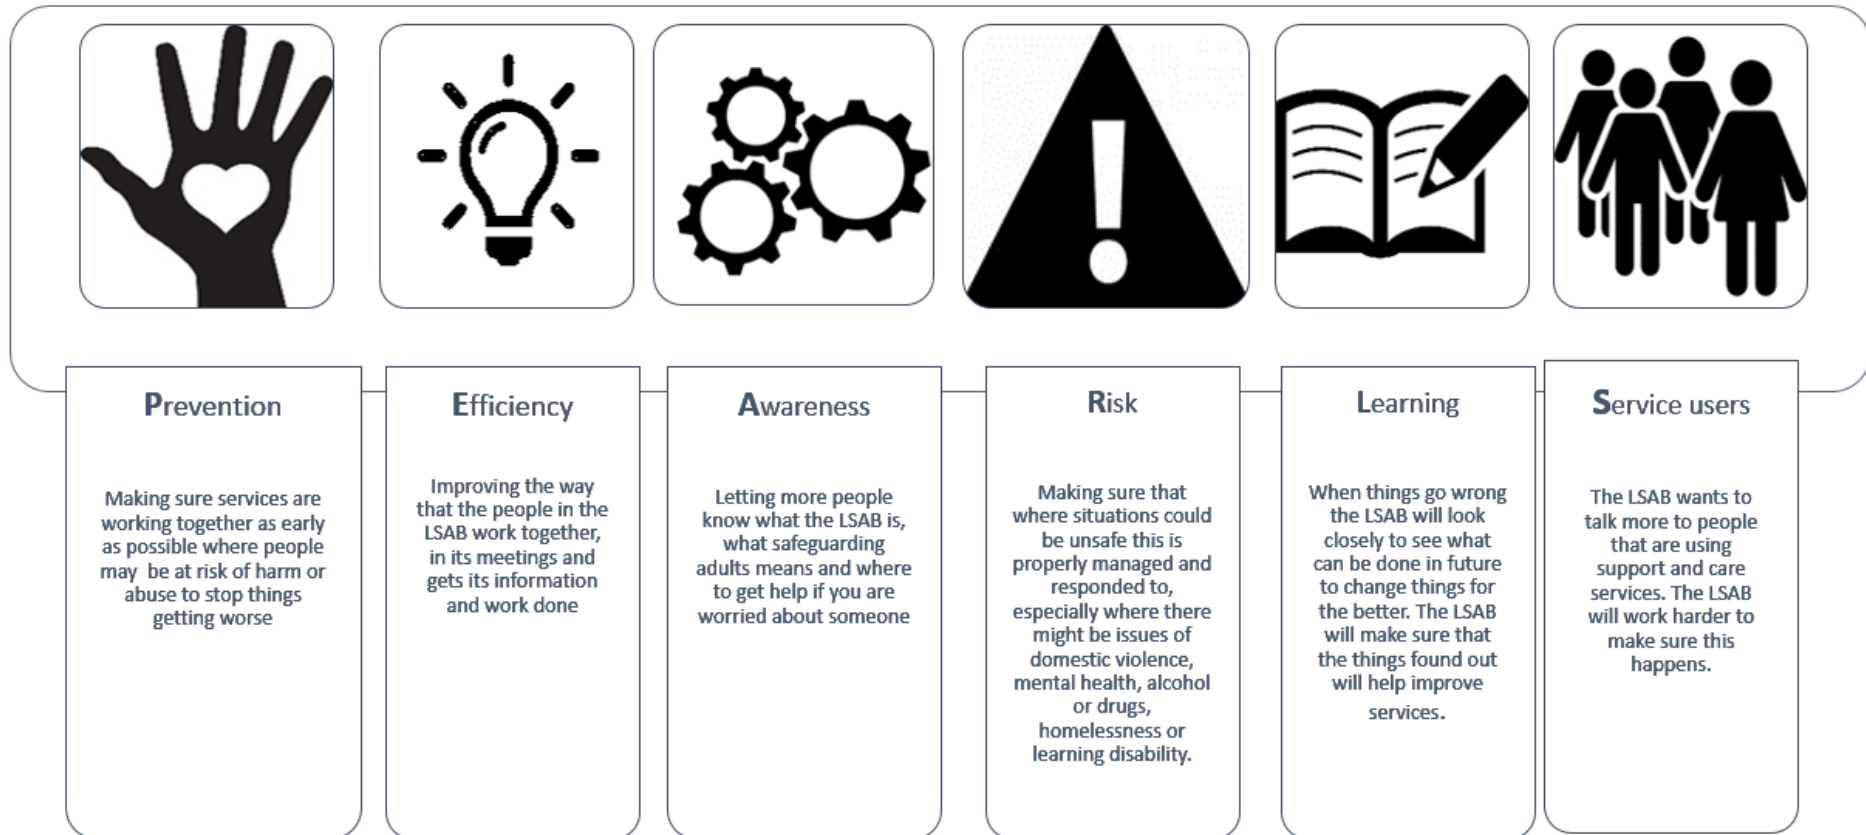 Prevention
Making sure services are
working together as early
as possible where people
may  be at risk of harm or
abuse to stop things
getting worse
Efficiency
Improving the way
that the people in the
LSAB work together,
in its meetings and
gets its information
and work done
Awareness
Letting more people
know what the LSAB is,
what safeguarding
adults means and where
to get help if you are
worried about someone
Risk
Making sure that
where situations could
be unsafe this is
properly managed and
responded to,
especially where there
might be issues of
domestic violence,
mental health, alcohol
or drugs,
homelessness or
learning disability.
Learning
When things go wrong
the LSAB will look
closely to see what
can be done in future
to change things for
the better. The LSAB
will make sure that
the things found out
will help improve
services.
Service users
The LSAB wants to
talk more to people
that are using
support and care
services. The LSAB
will work harder to
make sure this
happens.